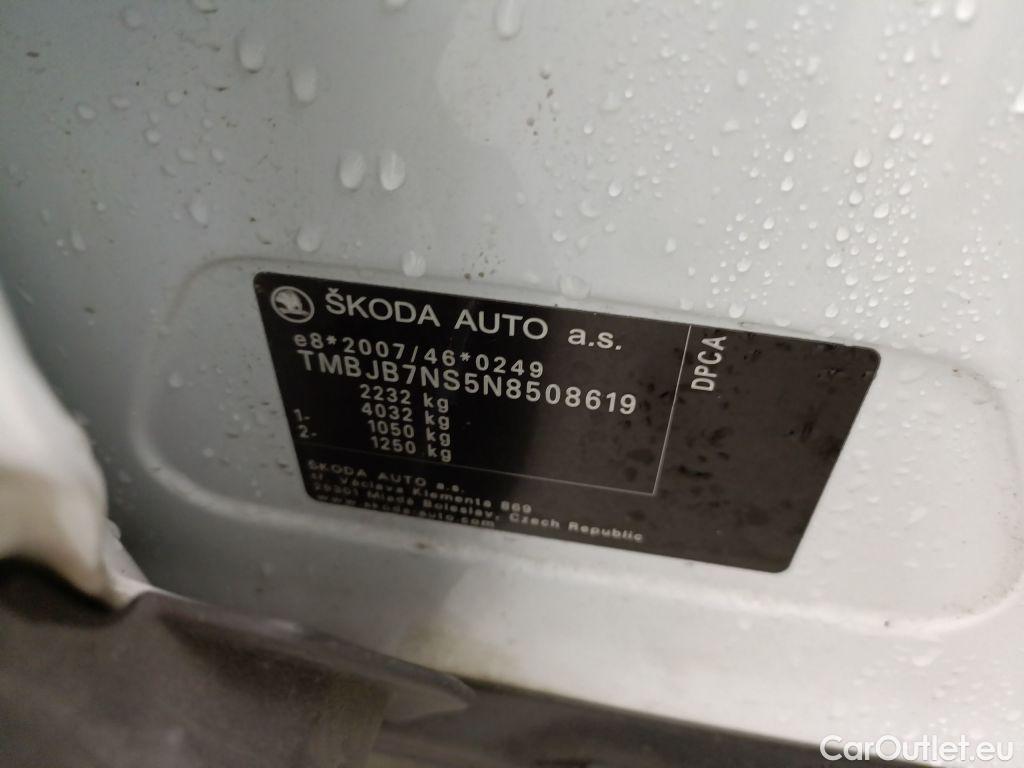 ŠKODA AUTO a.s.
e8*2007/46*0249
TMBJB7NS5N8508619
2232 kg
4032 kg
1- 1050 kg
2- 1250 kg
DPCA
ŠKODA AUTO a.s.
tř. Václava Klementa 869
29301 Mladá Boleslav, Czech Republic
www.skoda-auto.com
CarOutlet.eu